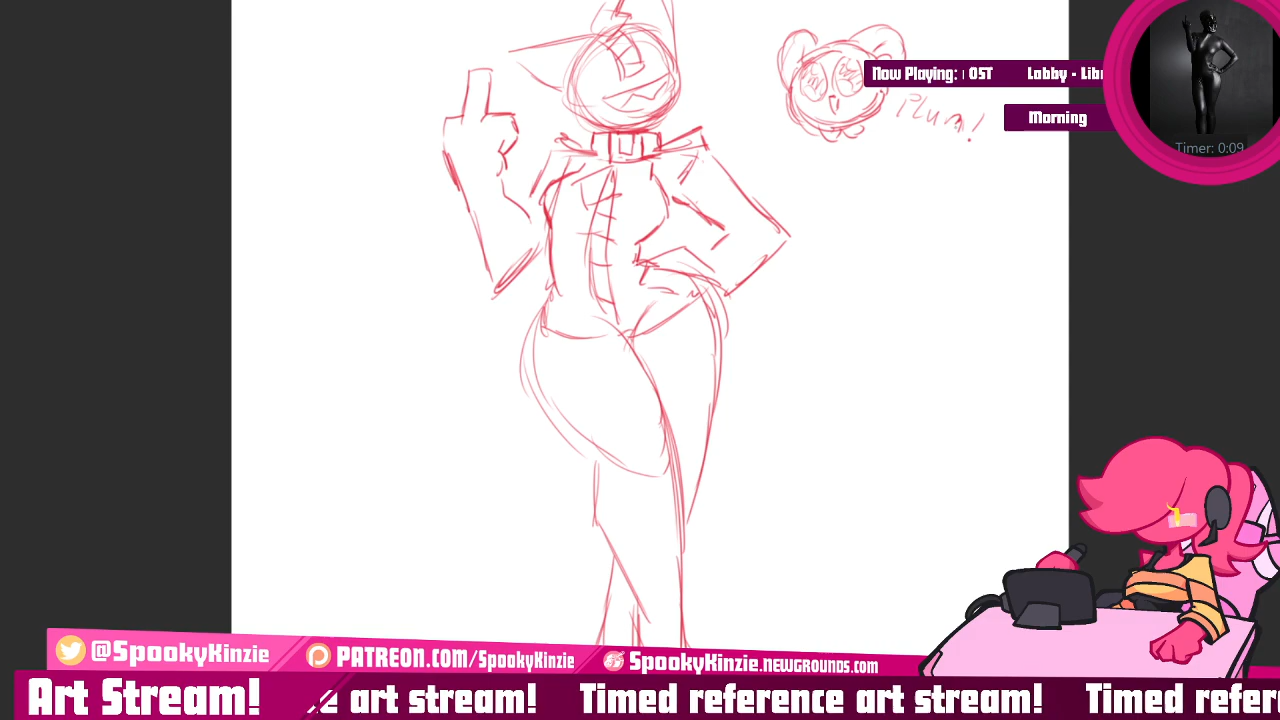 Now Playing: | OST Lobby - Lib
PLum!
Morning
Timer: 0:09
@SpookyKinzie
PATREON.COM/SpookyKinzie
SpookyKinzie.NEWGROUNDS.com
Art Stream!
e art stream! Timed reference art stream! Timed refer